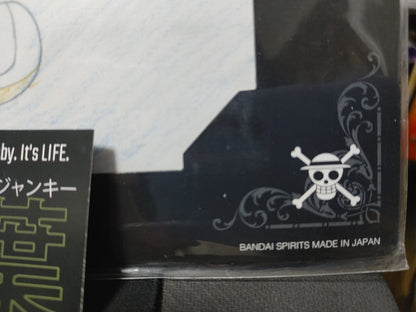 by. It's LIFE.
ジャンキー
BANDAI SPIRITS MADE IN JAPAN